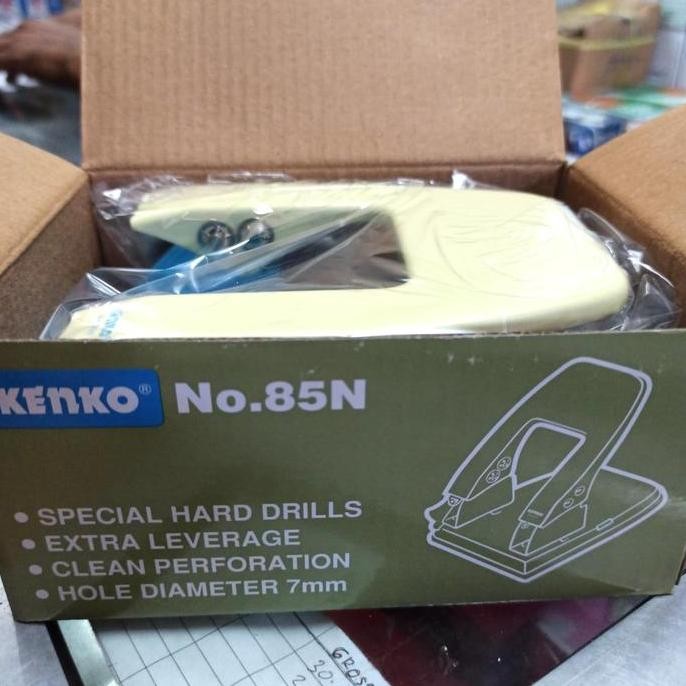 KENKO® No.85N
• SPECIAL HARD DRILLS
• EXTRA LEVERAGE
• CLEAN PERFORATION
• HOLE DIAMETER 7mm